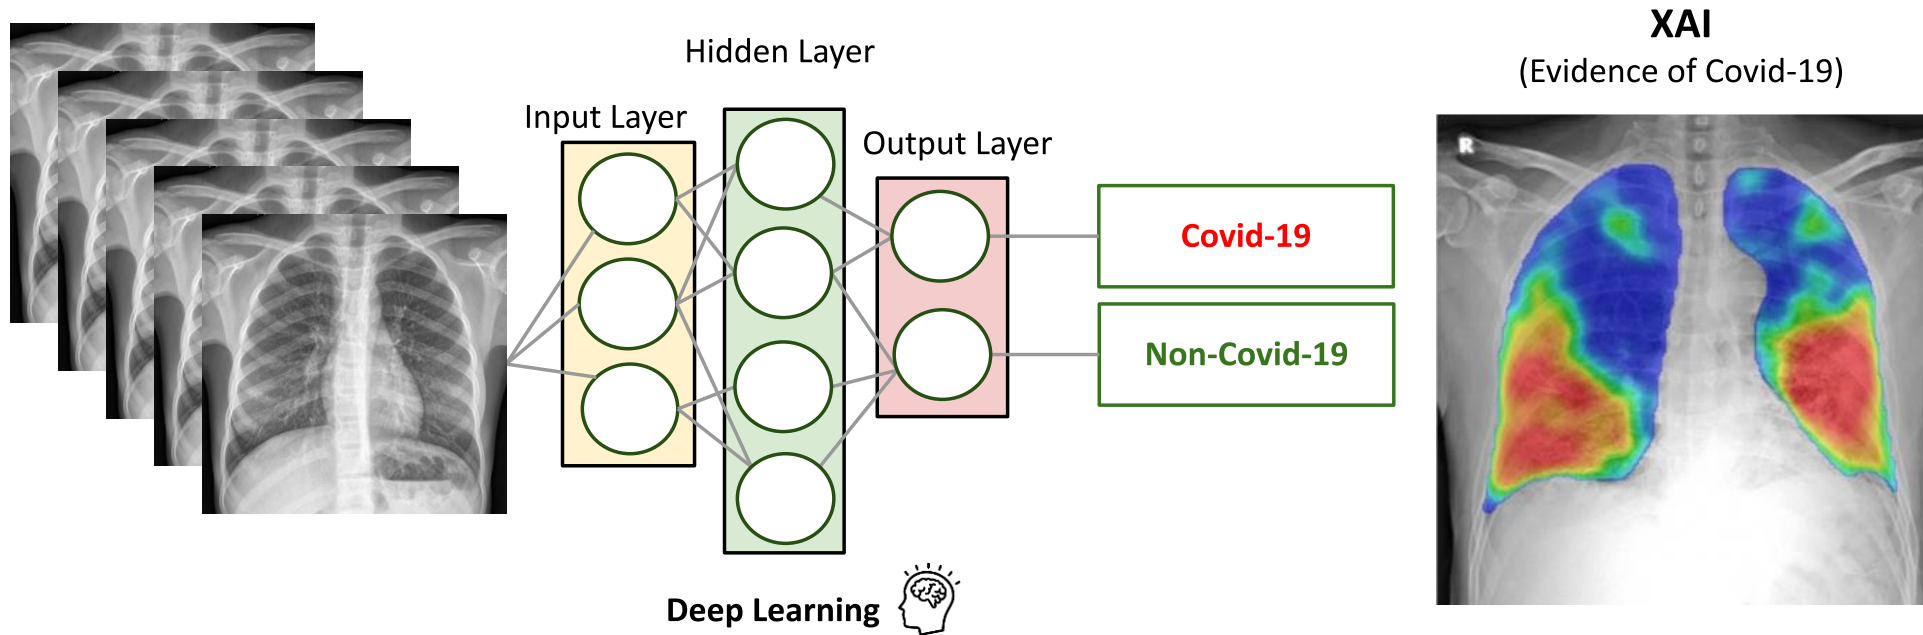 Hidden Layer
Input Layer
Output Layer
Covid-19
Non-Covid-19
Deep Learning
XAI
(Evidence of Covid-19)
R